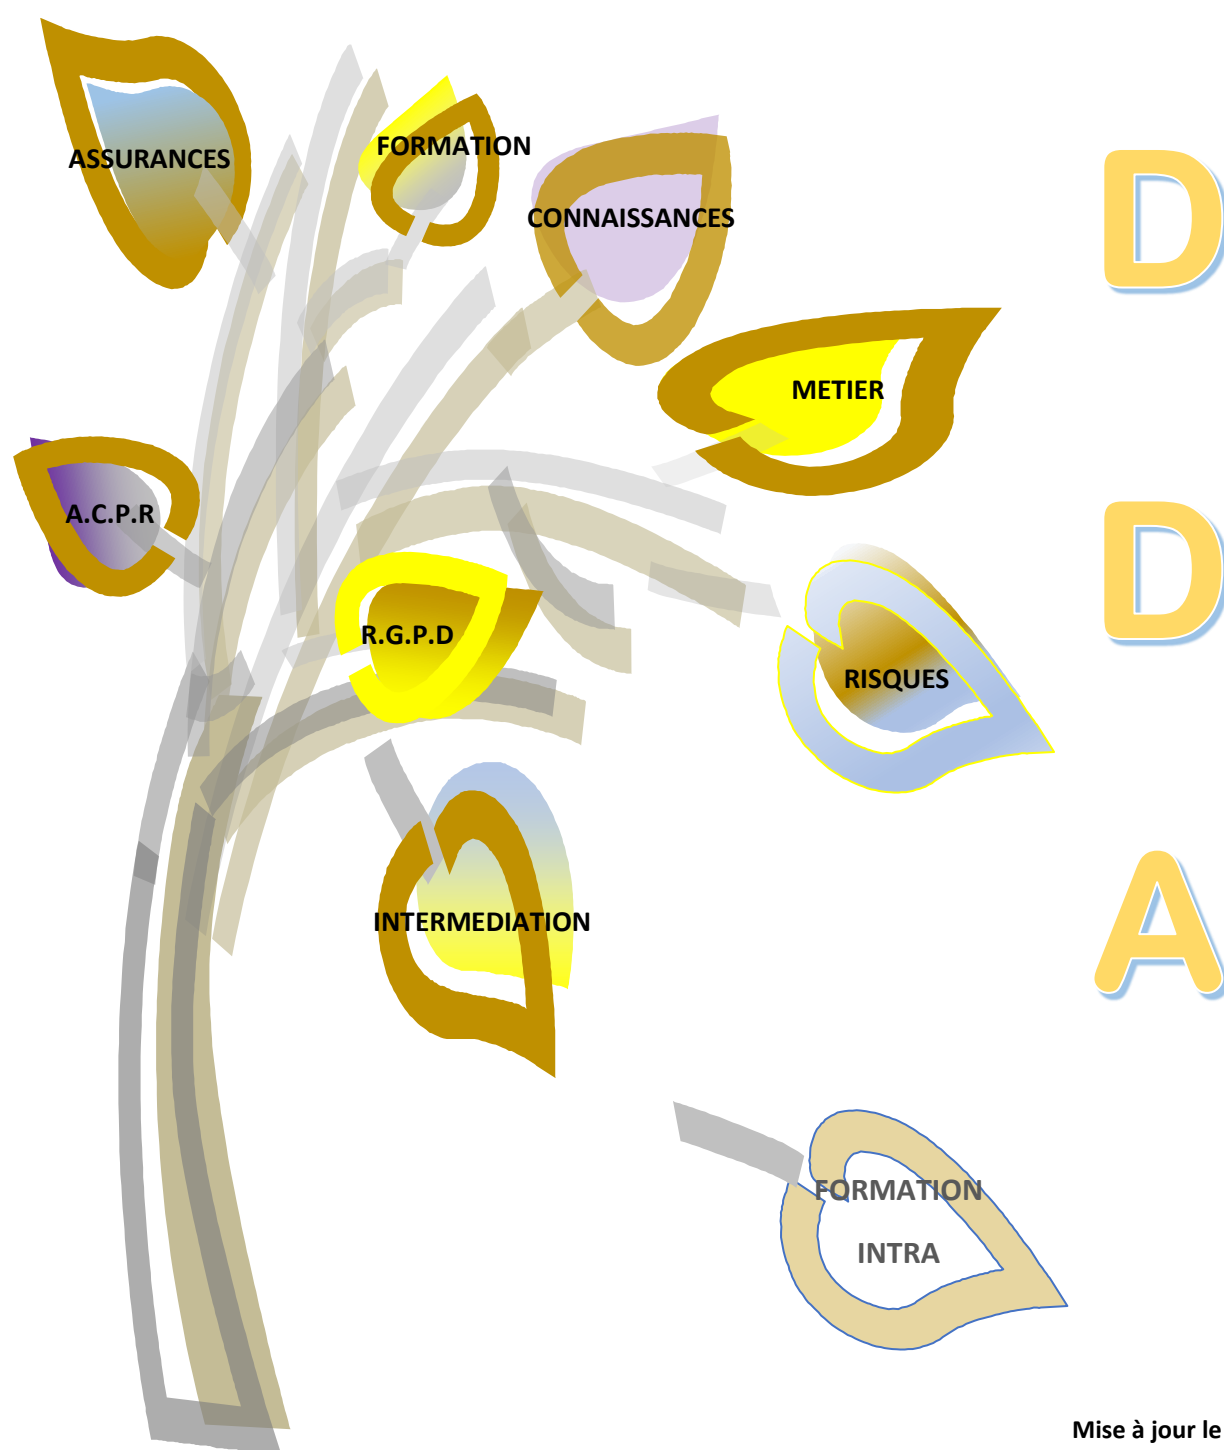 ASSURANCES
FORMATION
CONNAISSANCES
D
METIER
A.C.P.R
D
R.G.P.D
RISQUES
A
INTERMEDIATION
FORMATION
INTRA
Mise à jour le